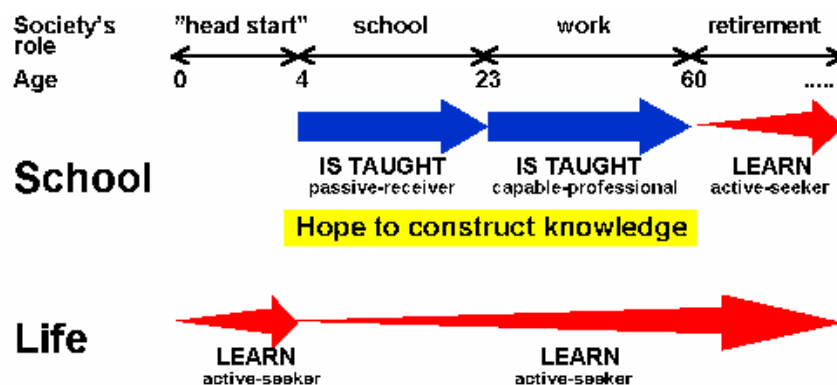 Society's role "head start" school work retirement
Age 0 4 23 60 .....
School
IS TAUGHT IS TAUGHT LEARN
passive-receiver capable-professional active-seeker
Hope to construct knowledge
Life
LEARN LEARN
active-seeker active-seeker